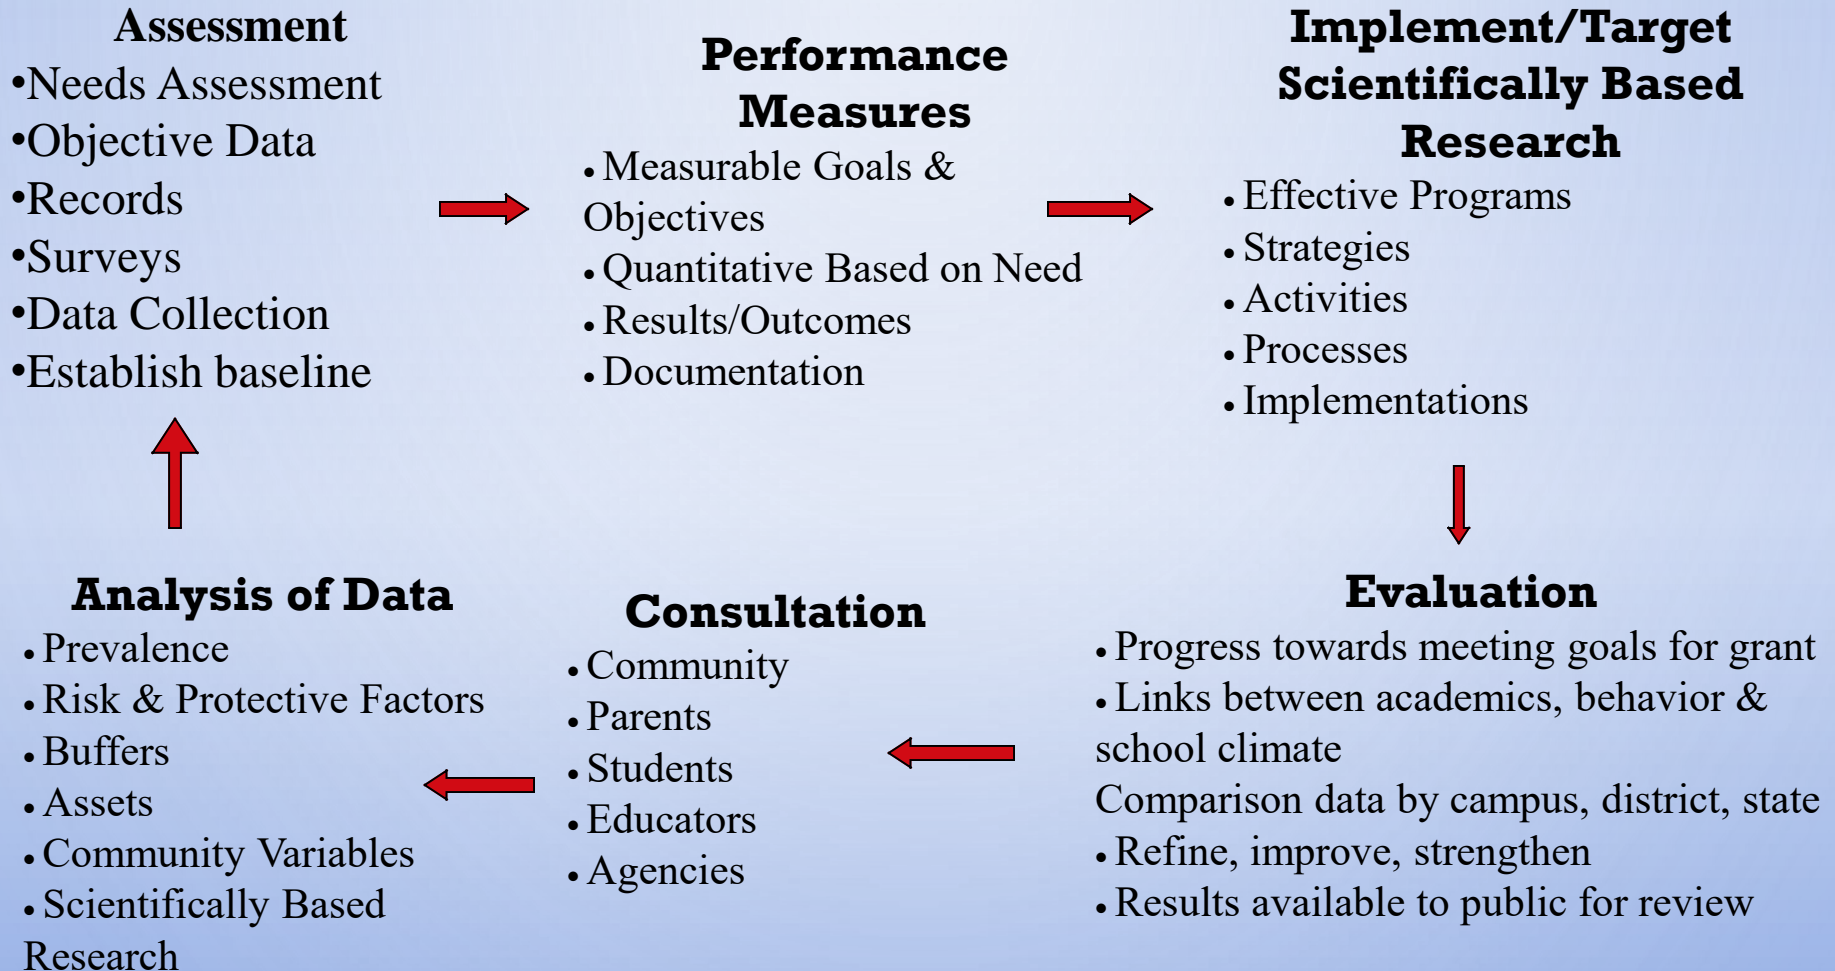 Assessment
•Needs Assessment
•Objective Data
•Records
•Surveys
•Data Collection
•Establish baseline
Performance
Measures
• Measurable Goals &
Objectives
• Quantitative Based on Need
• Results/Outcomes
• Documentation
Implement/Target
Scientifically Based
Research
• Effective Programs
• Strategies
• Activities
• Processes
• Implementations
Evaluation
• Progress towards meeting goals for grant
• Links between academics, behavior &
school climate
Comparison data by campus, district, state
• Refine, improve, strengthen
• Results available to public for review
Consultation
• Community
• Parents
• Students
• Educators
• Agencies
Analysis of Data
• Prevalence
• Risk & Protective Factors
• Buffers
• Assets
• Community Variables
• Scientifically Based
Research